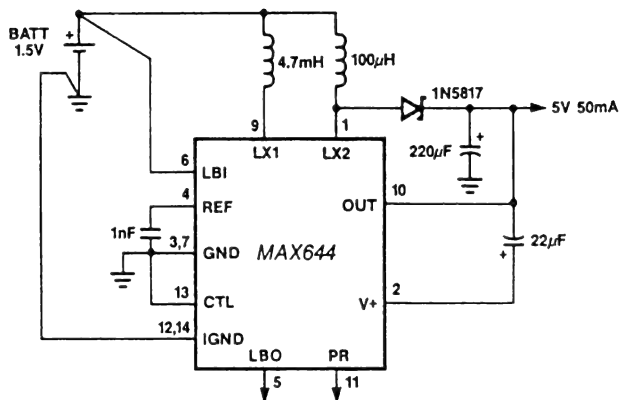 BATT
1.5V
+
4.7mH
100µH
1N5817
5V 50mA
9
1
LX1
LX2
+
220µF
6
LBI
4
REF
10
OUT
1nF
3,7
GND
MAX644
22µF
+
13
CTL
2
V+
12,14
IGND
LBO
PR
5
11